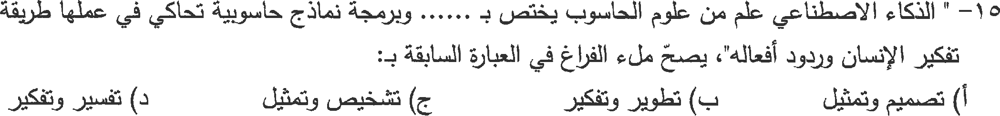 ١٥- " الذكاء الاصطناعي علم من علوم الحاسوب يختص بـ ...... وبرمجة نماذج حاسوبية تحاكي في عملها طريقة
تفكير الإنسان وردود أفعاله"، يصحّ ملء الفراغ في العبارة السابقة بـ:
أ) تصميم وتمثيل ب) تطوير وتفكير ج) تشخيص وتمثيل د) تفسير وتفكير